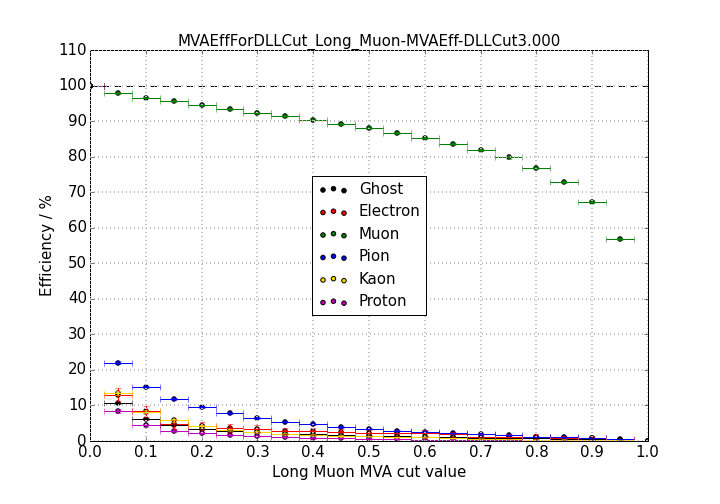 MVAEffForDLLCut_Long_Muon-MVAEff-DLLCut3.000
110
100
90
80
70
60
50
40
30
20
10
0
Efficiency / %
Ghost
Electron
Muon
Pion
Kaon
Proton
0.0 0.1 0.2 0.3 0.4 0.5 0.6 0.7 0.8 0.9 1.0
Long Muon MVA cut value